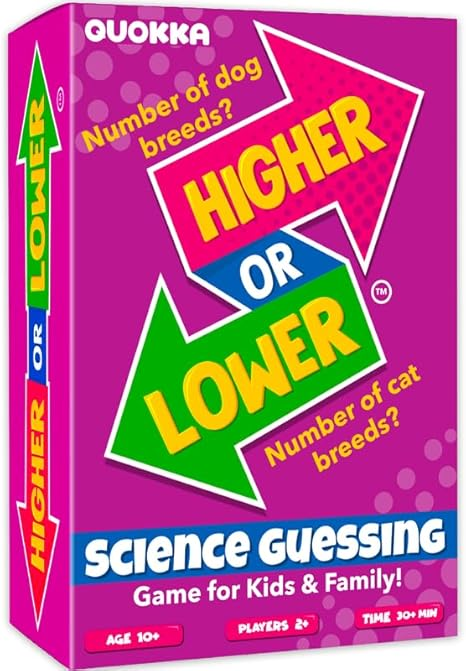 QUOKKA
Number of dog
breeds?
HIGHER
OR
LOWER
TM
Number of cat
breeds?
SCIENCE GUESSING
Game for Kids & Family!
AGE 10+
PLAYERS 2+
TIME 30+ MIN
HIGHER OR LOWER
TM